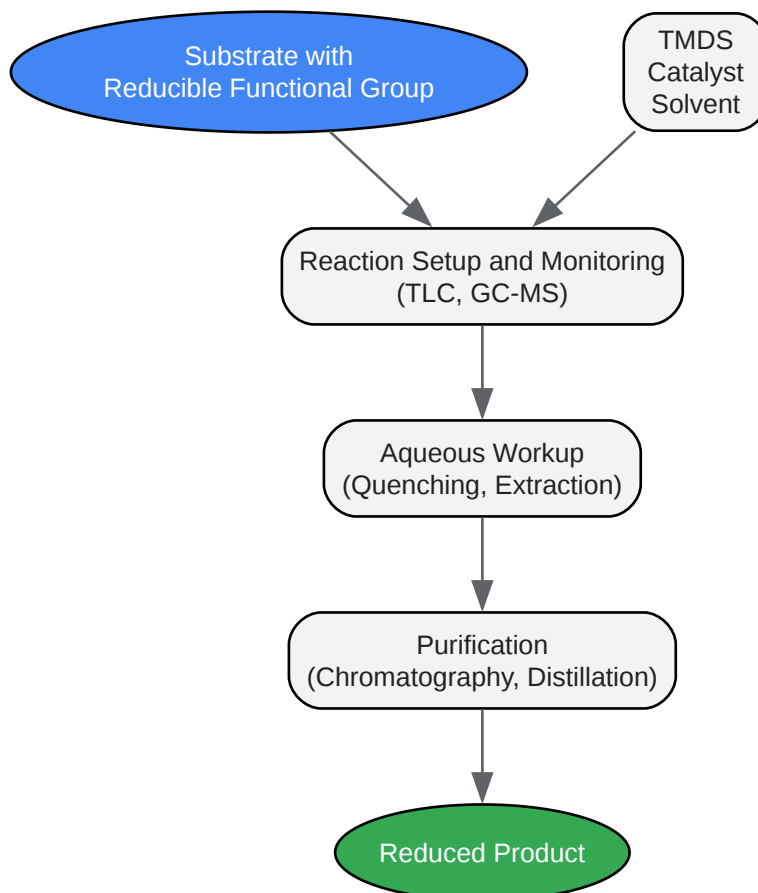 Substrate with
Reducible Functional Group
TMDS
Catalyst
Solvent
Reaction Setup and Monitoring
(TLC, GC-MS)
Aqueous Workup
(Quenching, Extraction)
Purification
(Chromatography, Distillation)
Reduced Product